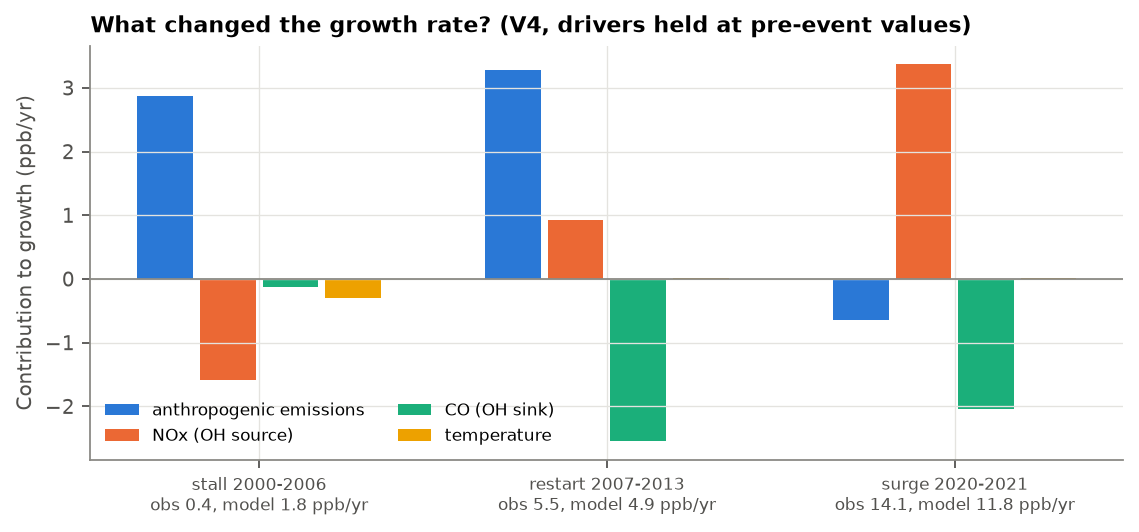 What changed the growth rate? (V4, drivers held at pre-event values)
Contribution to growth (ppb/yr)
3
2
1
0
−1
−2
anthropogenic emissions
NOx (OH source)
CO (OH sink)
temperature
stall 2000-2006
obs 0.4, model 1.8 ppb/yr
restart 2007-2013
obs 5.5, model 4.9 ppb/yr
surge 2020-2021
obs 14.1, model 11.8 ppb/yr